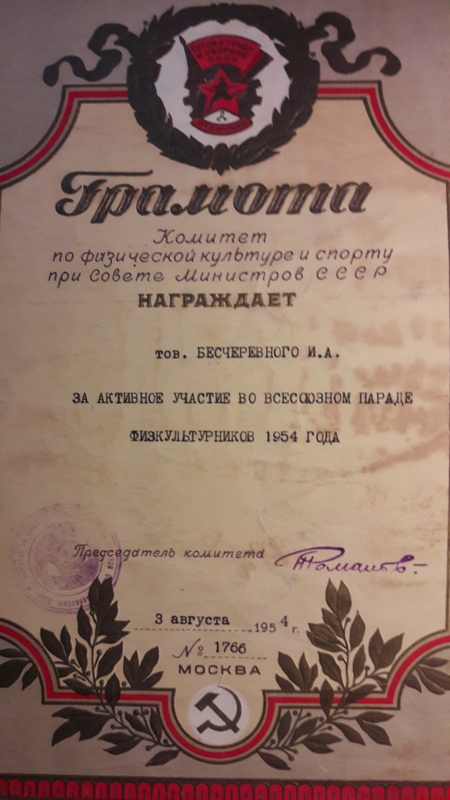 Грамота
Комитет
по физической культуре и спорту
при Совете Министров СССР
НАГРАЖДАЕТ
тов. БЕСЧЕРЕВНОГО И.А.
ЗА АКТИВНОЕ УЧАСТИЕ ВО ВСЕСОЮЗНОМ ПАРАДЕ
ФИЗКУЛЬТУРНИКОВ 1954 ГОДА
Председатель комитета
3 августа 1954 г.
№ 1766
МОСКВА